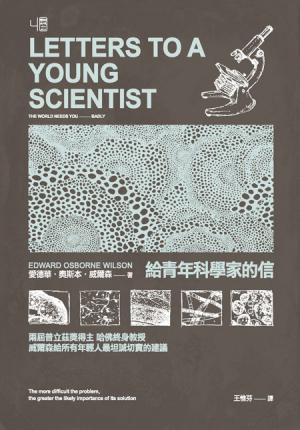 LETTERS TO A
YOUNG
SCIENTIST
THE WORLD NEEDS YOU —— BADLY
EDWARD OSBORNE WILSON
愛德華・奧斯本・威爾森——著
給青年科學家的信
兩屆普立茲獎得主 哈佛終身教授
威爾森給所有年輕人最坦誠切實的建議
The more difficult the problem,
the greater the likely importance of its solution
王惟芬——譯